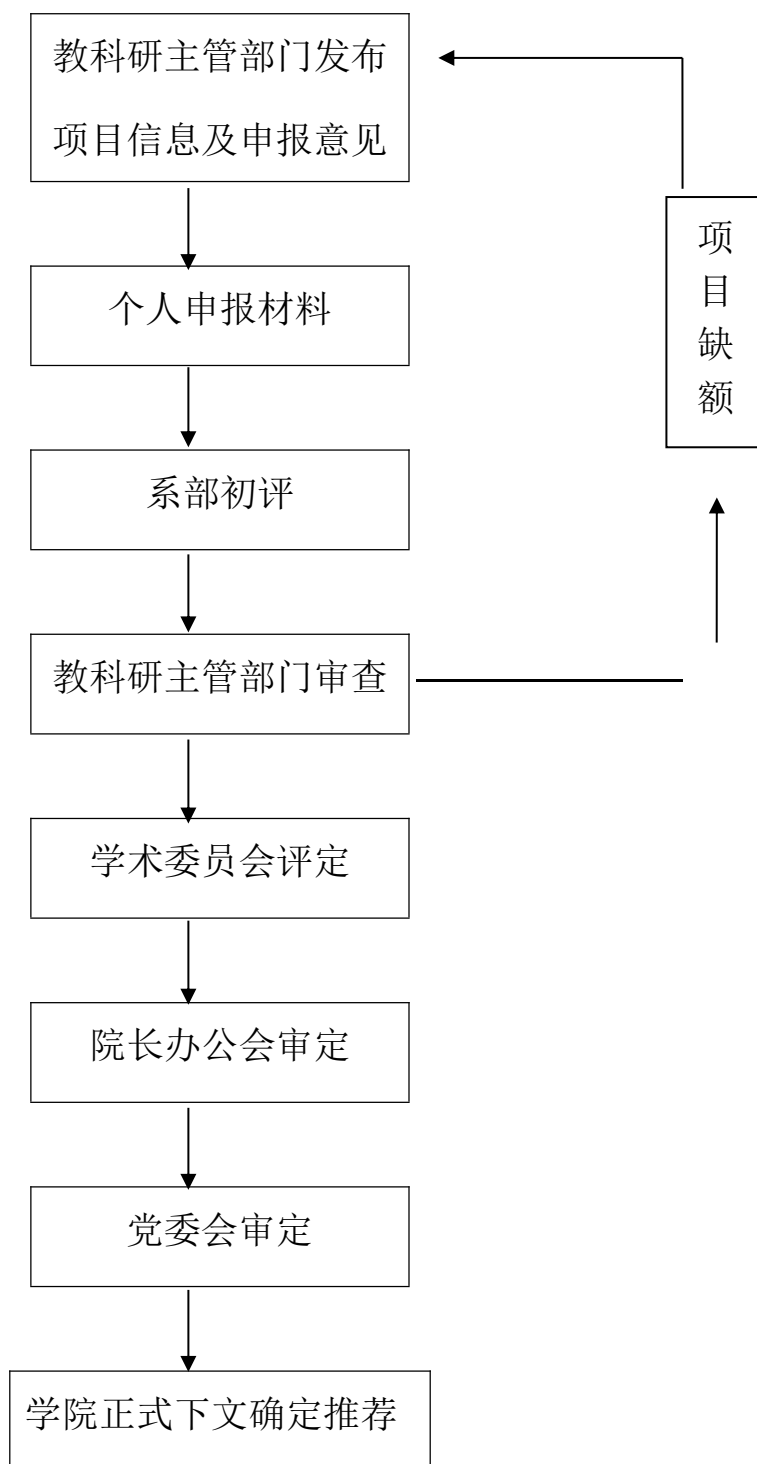 教科研主管部门发布
项目信息及申报意见
个人申报材料
系部初评
教科研主管部门审查
项
目
缺
额
学术委员会评定
院长办公会审定
党委会审定
学院正式下文确定推荐